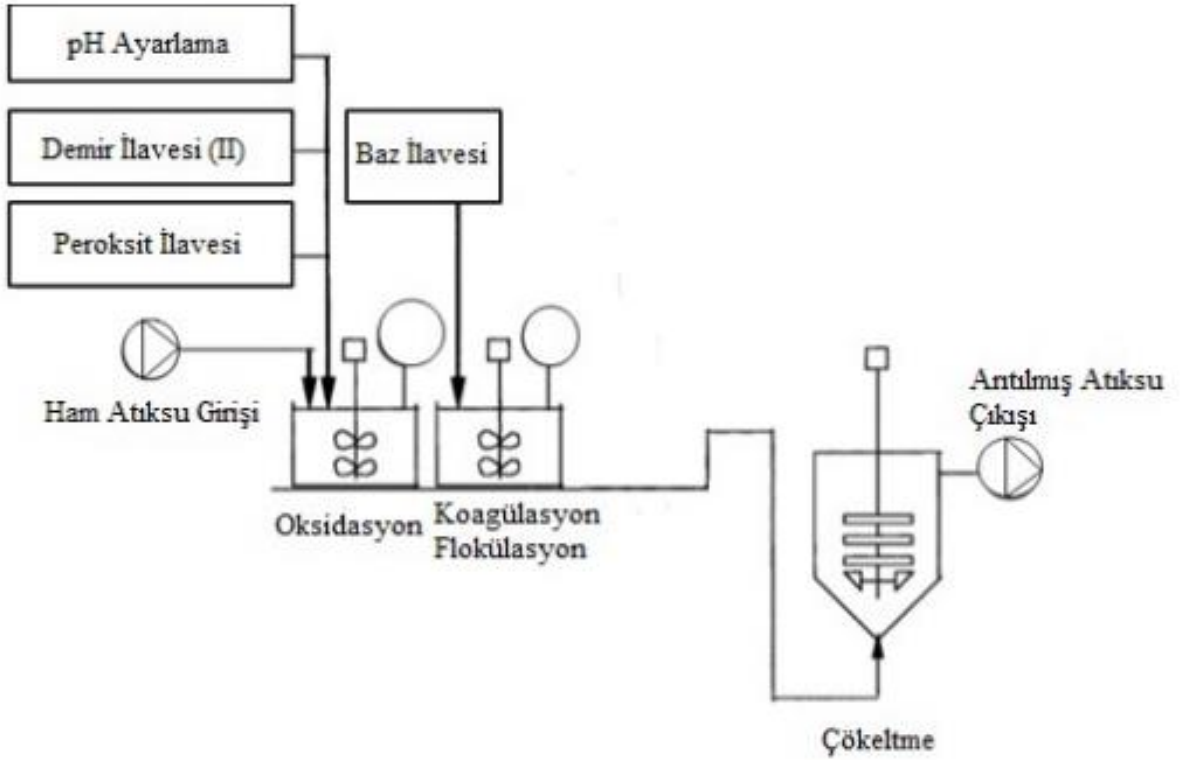 pH Ayarlama
Demir İlavesi (II)
Baz İlavesi
Peroksit İlavesi
Ham Atıksu Girişi
Arıtılmış Atıksu
Çıkışı
Oksidasyon
Koagülasyon
Flokülasyon
Çökeltme